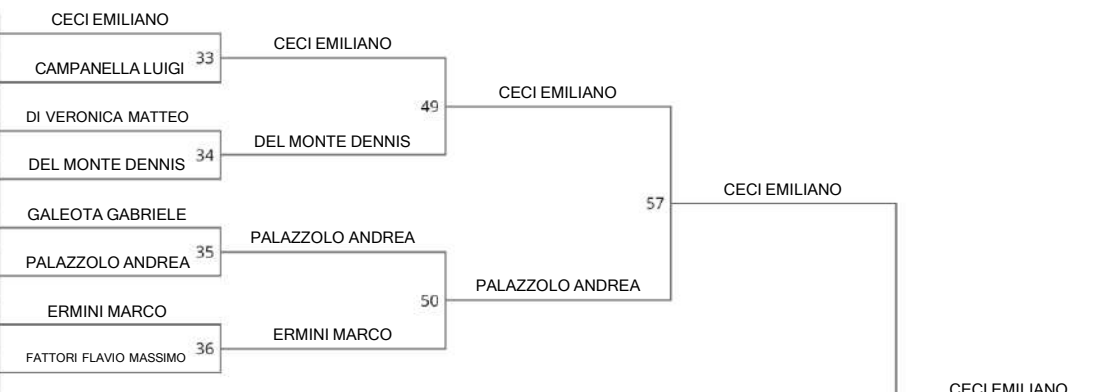 CECI EMILIANO
33
CAMPANELLA LUIGI
CECI EMILIANO
DI VERONICA MATTEO
34
DEL MONTE DENNIS
49
DEL MONTE DENNIS
CECI EMILIANO
GALEOTA GABRIELE
35
PALAZZOLO ANDREA
PALAZZOLO ANDREA
ERMINI MARCO
36
FATTORI FLAVIO MASSIMO
50
ERMINI MARCO
PALAZZOLO ANDREA
57
CECI EMILIANO
CECI EMILIANO